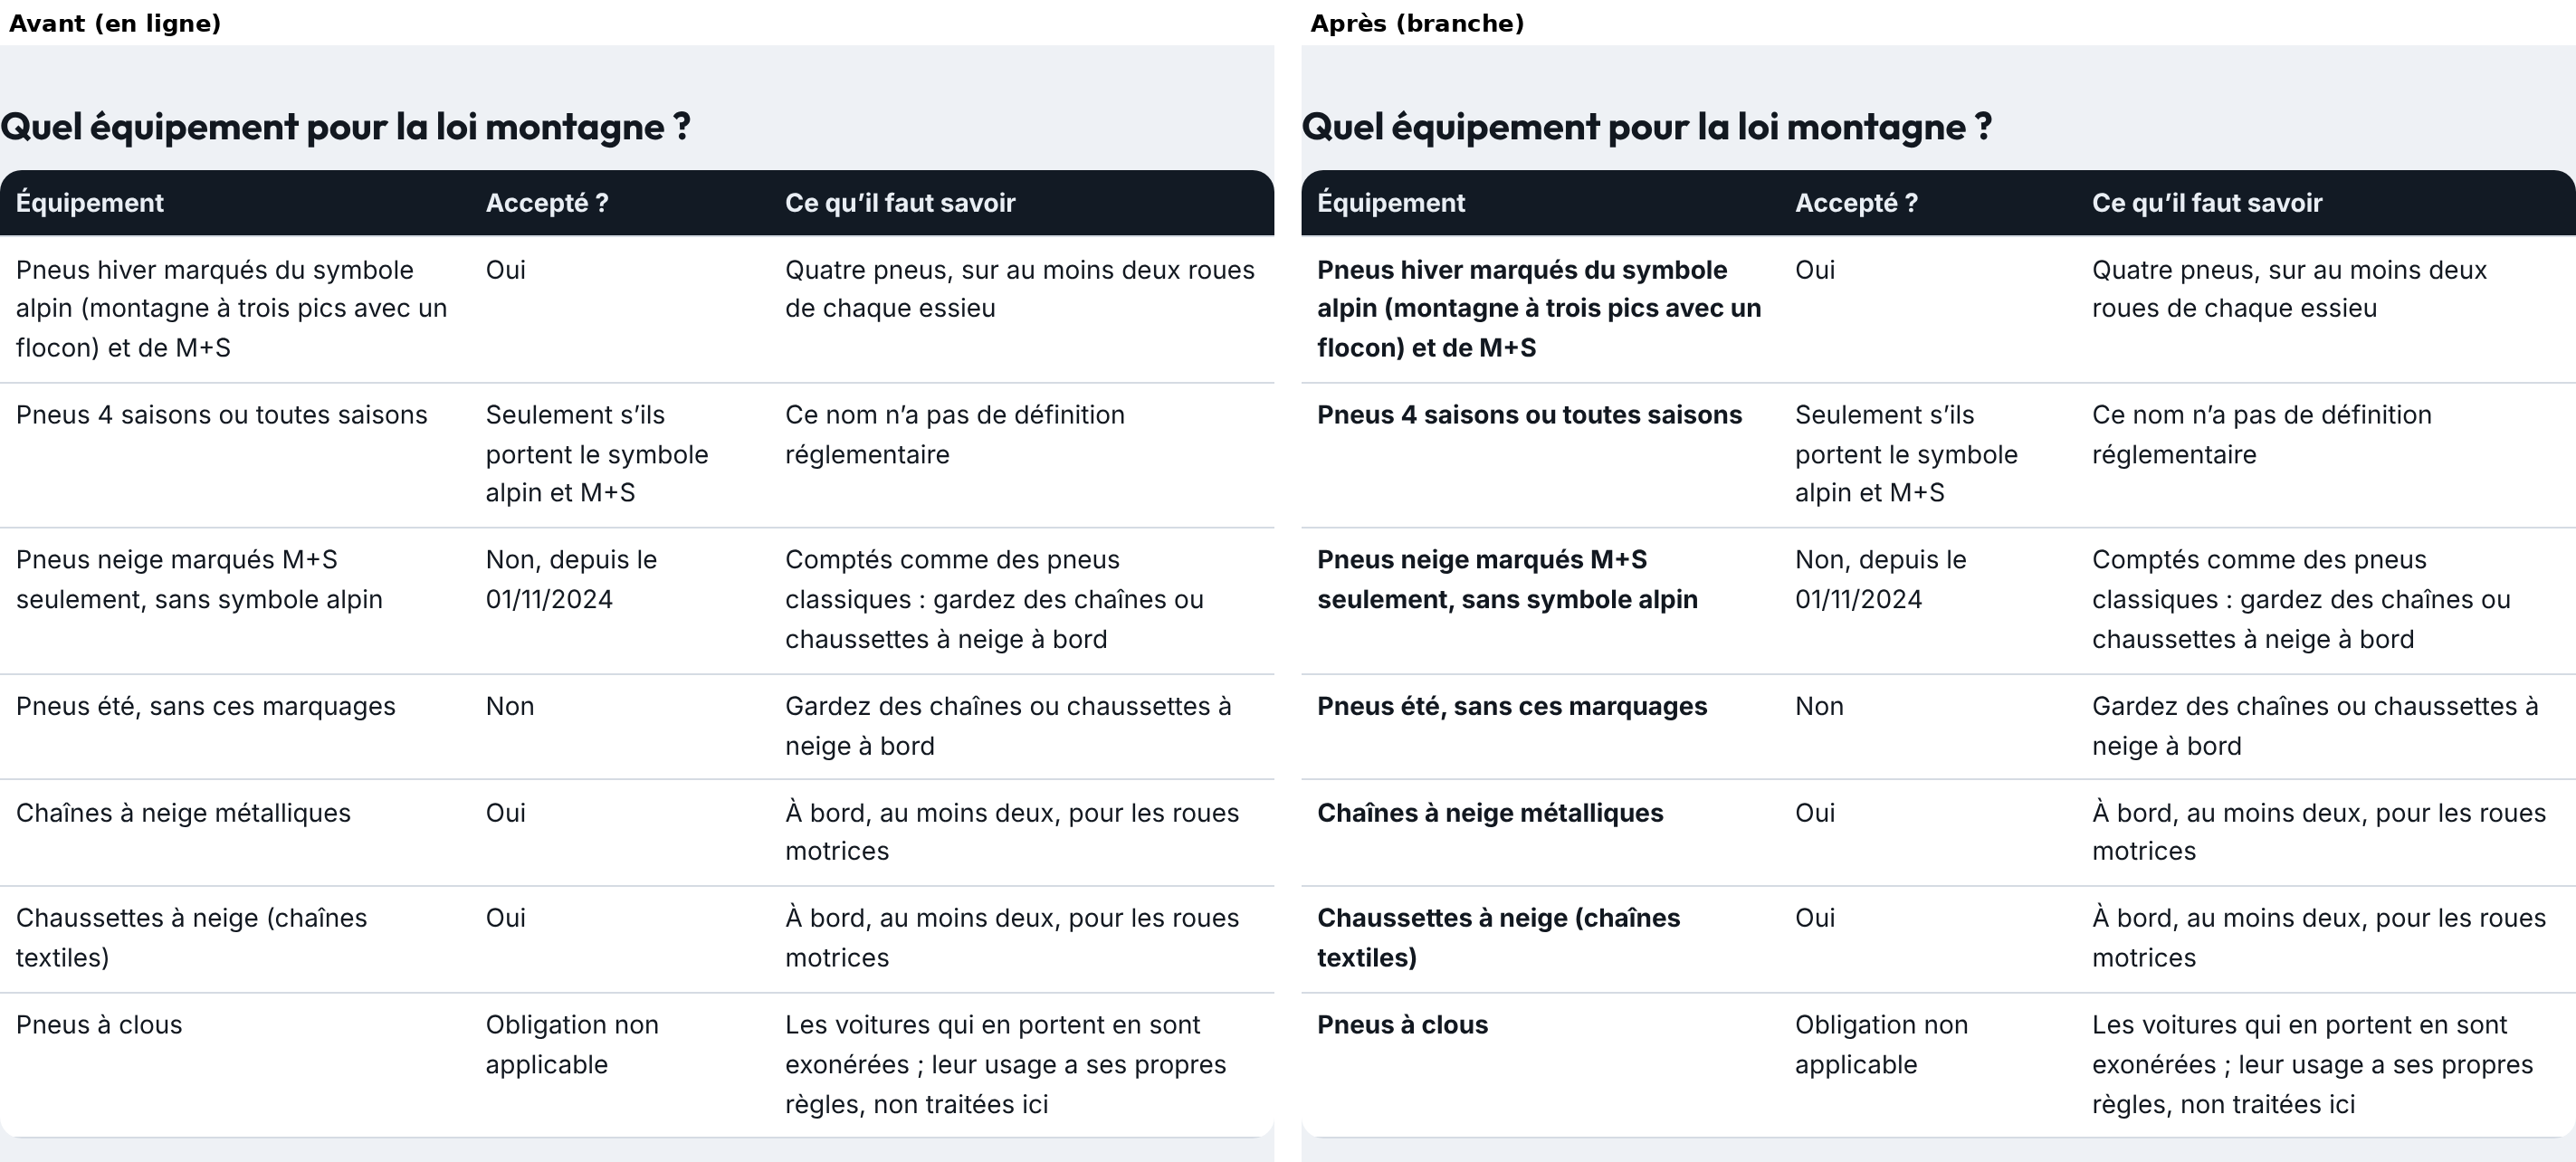 Avant (en ligne)
Quel équipement pour la loi montagne ?
Équipement Accepté ? Ce qu’il faut savoir
Pneus hiver marqués du symbole Oui Quatre pneus, sur au moins deux roues
alpin (montagne à trois pics avec un de chaque essieu
flocon) et de M+S
Pneus 4 saisons ou toutes saisons Seulement s’ils Ce nom n’a pas de définition
portent le symbole réglementaire
alpin et M+S
Pneus neige marqués M+S Non, depuis le Comptés comme des pneus
seulement, sans symbole alpin 01/11/2024 classiques : gardez des chaînes ou
chaussettes à neige à bord
Pneus été, sans ces marquages Non Gardez des chaînes ou chaussettes à
neige à bord
Chaînes à neige métalliques Oui À bord, au moins deux, pour les roues
motrices
Chaussettes à neige (chaînes Oui À bord, au moins deux, pour les roues
textiles) motrices
Pneus à clous Obligation non Les voitures qui en portent en sont
applicable exonérées ; leur usage a ses propres
règles, non traitées ici
Après (branche)
Quel équipement pour la loi montagne ?
Équipement Accepté ? Ce qu’il faut savoir
Pneus hiver marqués du symbole Oui Quatre pneus, sur au moins deux
alpin (montagne à trois pics avec un roues de chaque essieu
flocon) et de M+S
Pneus 4 saisons ou toutes saisons Seulement s’ils Ce nom n’a pas de définition
portent le symbole réglementaire
alpin et M+S
Pneus neige marqués M+S Non, depuis le Comptés comme des pneus
seulement, sans symbole alpin 01/11/2024 classiques : gardez des chaînes ou
chaussettes à neige à bord
Pneus été, sans ces marquages Non Gardez des chaînes ou chaussettes à
neige à bord
Chaînes à neige métalliques Oui À bord, au moins deux, pour les roues
motrices
Chaussettes à neige (chaînes Oui À bord, au moins deux, pour les roues
textiles) motrices
Pneus à clous Obligation non Les voitures qui en portent en sont
applicable exonérées ; leur usage a ses propres
règles, non traitées ici